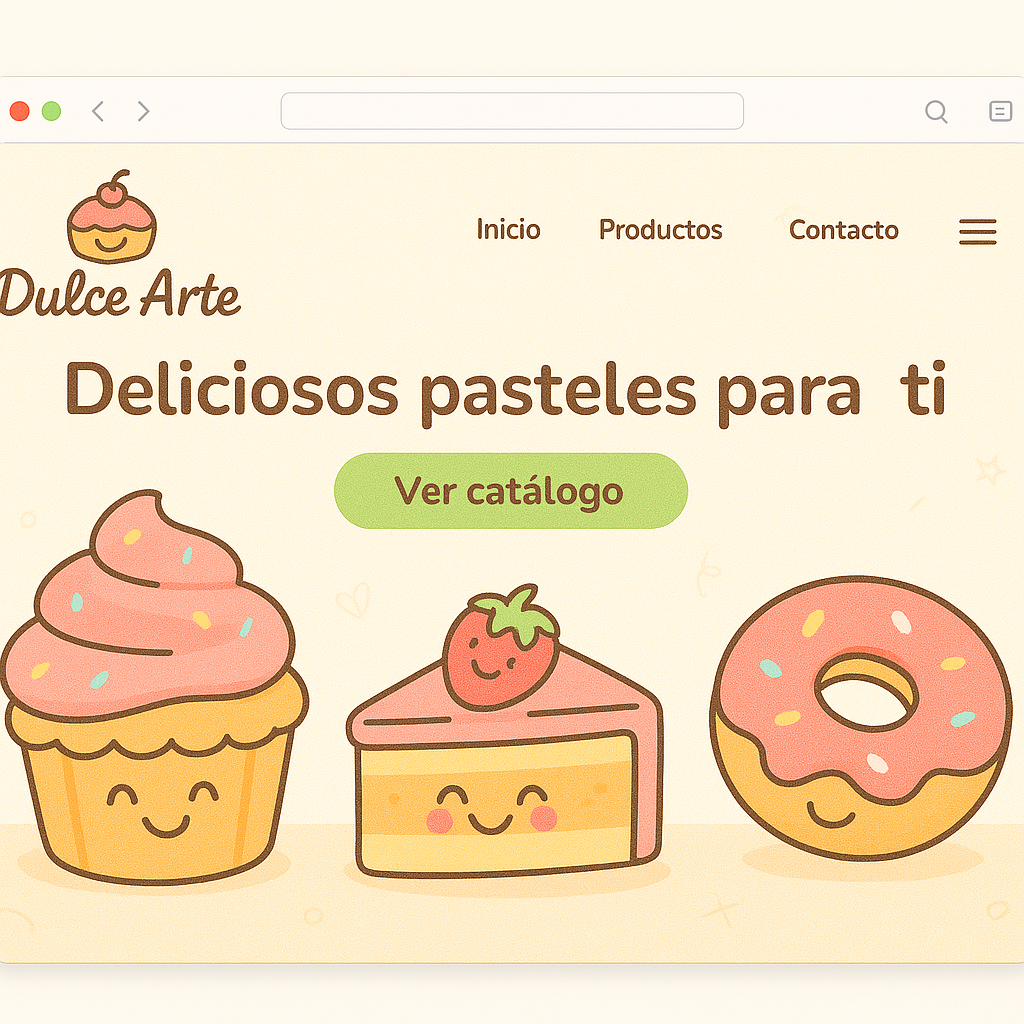 Inicio Productos Contacto
Dulce Arte
Deliciosos pasteles para ti
Ver catálogo